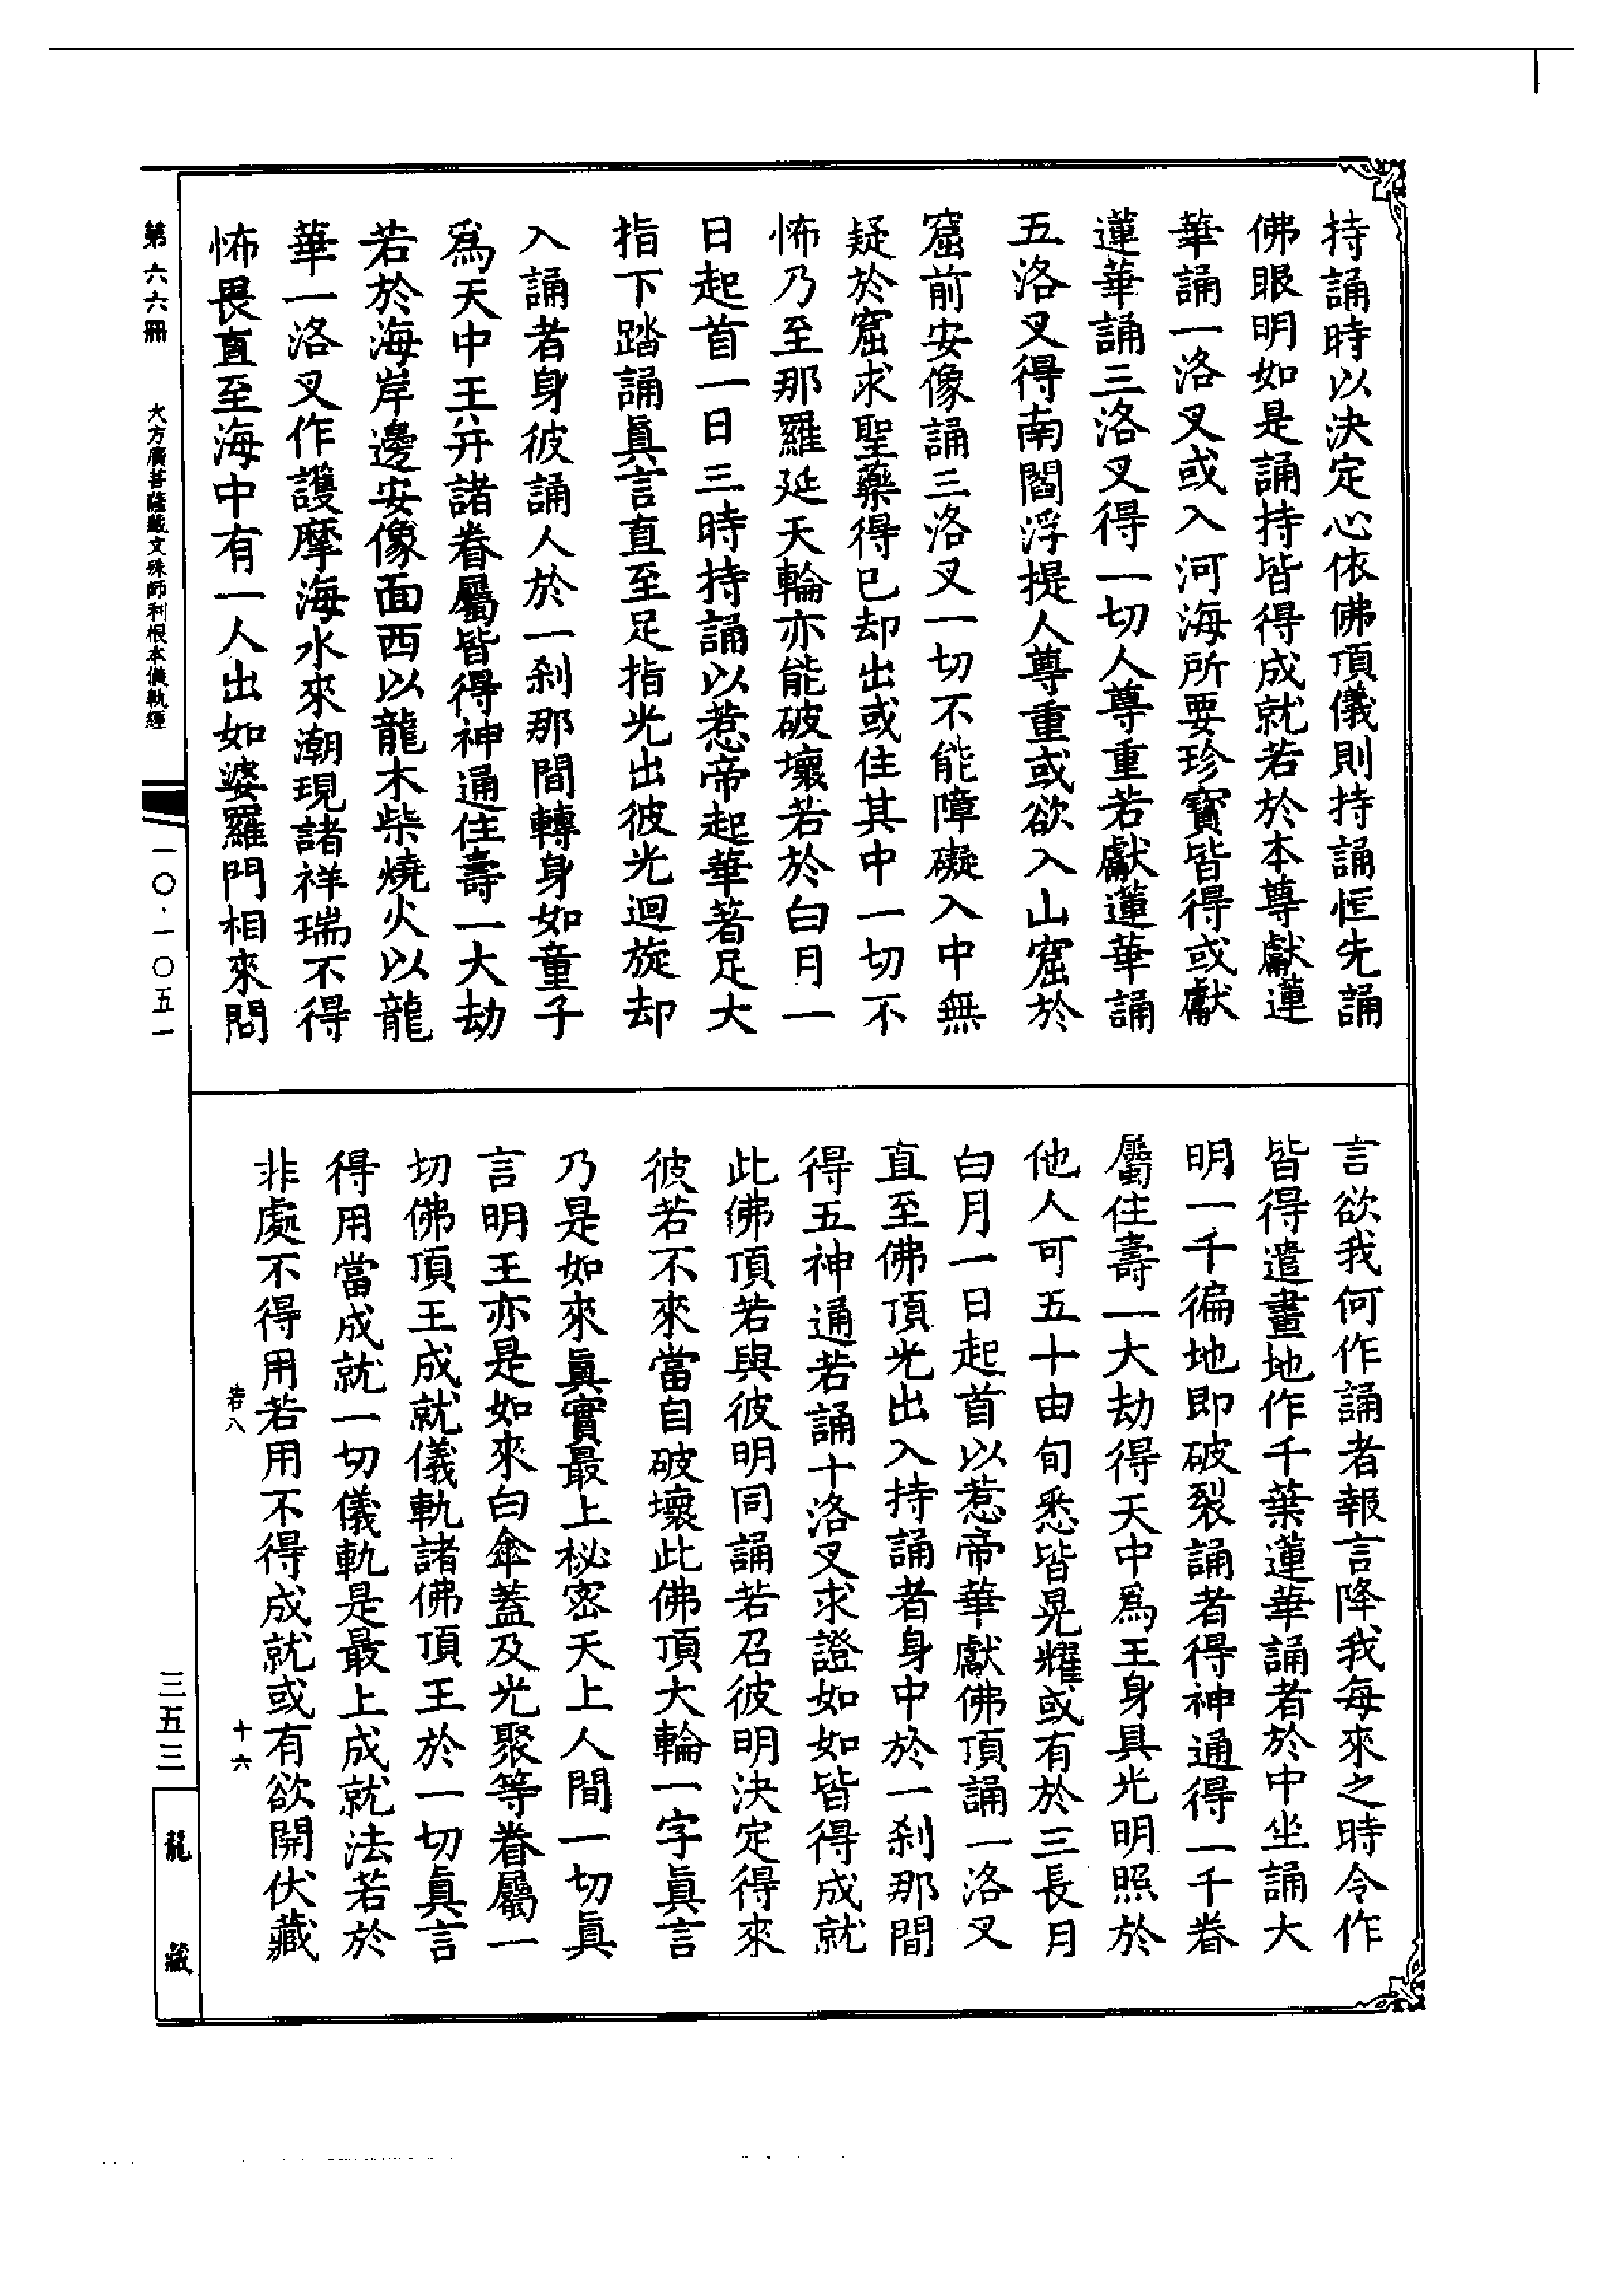 持誦時以決定心依佛頂儀則持誦恒先誦
佛眼明如是誦持皆得成就若於本尊獻蓮
華誦一洛叉或入河海所要珍寶皆得或獻
蓮華誦三洛叉得一切人尊重若獻蓮華誦
五洛叉得南閻浮提人尊重或欲入山窟於
窟前安像誦三洛叉一切不能障礙入中無
疑於窟求聖藥得已却出或住其中一切不
怖乃至那羅延天輪亦能破壞若於白月一
日起首一日三時持誦以惹帝起華著足大
指下踏誦眞言直至足指光出彼光迴旋却
入誦者身彼誦人於一剎那間轉身如童子
爲天中王并諸眷屬皆得神通住壽一大劫
若於海岸邊安像面西以龍木柴燒火以龍
華一洛叉作護摩海水來潮現諸祥瑞不得
怖畏直至海中有一人出如婆羅門相來問
言欲我何作誦者報言降我每來之時令作
皆得遣畫地作千葉蓮華誦者於中坐誦大
明一千徧地即破裂誦者得神通得一千眷
屬住壽一大劫得天中爲王身具光明照於
他人可五十由旬悉皆晃耀或有於三長月
白月一日起首以惹帝華獻佛頂誦一洛叉
直至佛頂光出入持誦者身中於一剎那間
得五神通若誦十洛叉求證如如皆得成就
此佛頂若與彼明同誦若召彼明決定得來
彼若不來當自破壞此佛頂大輪一字眞言
乃是如來眞實最上祕密天上人間一切眞
言明王亦是如來白傘蓋及光聚等眷屬一
切佛頂王成就儀軌諸佛頂王於一切眞言
得用當成就一切儀軌是最上成就法若於
非處不得用若用不得成就或有欲開伏藏
若八
十六
第六六冊
大方廣菩薩藏文殊師利根本儀軌經
一〇·一〇五一
三五三
龍藏